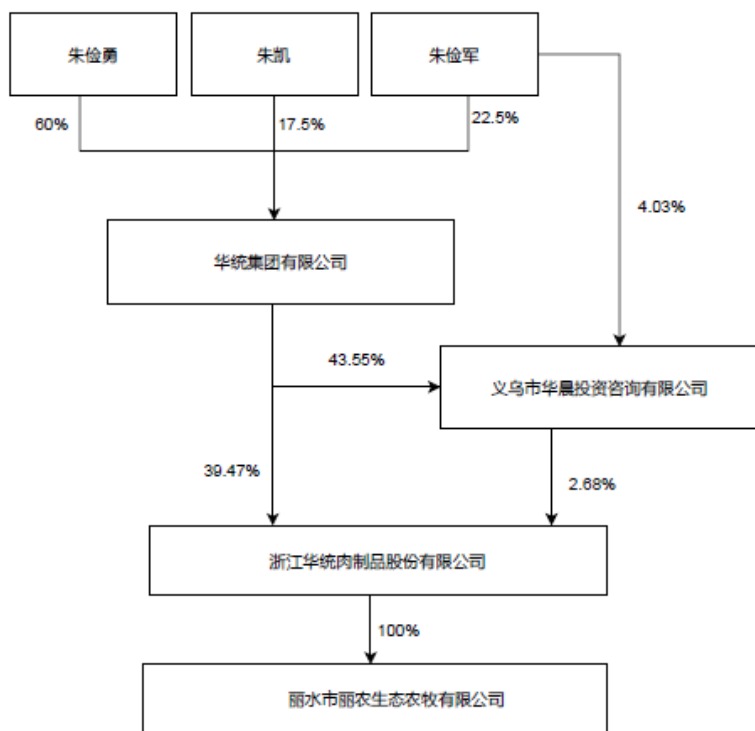 朱俭勇
朱凯
朱俭军
60%
17.5%
22.5%
4.03%
华统集团有限公司
43.55%
义乌市华晨投资咨询有限公司
39.47%
2.68%
浙江华统肉制品股份有限公司
100%
丽水市丽农生态农牧有限公司